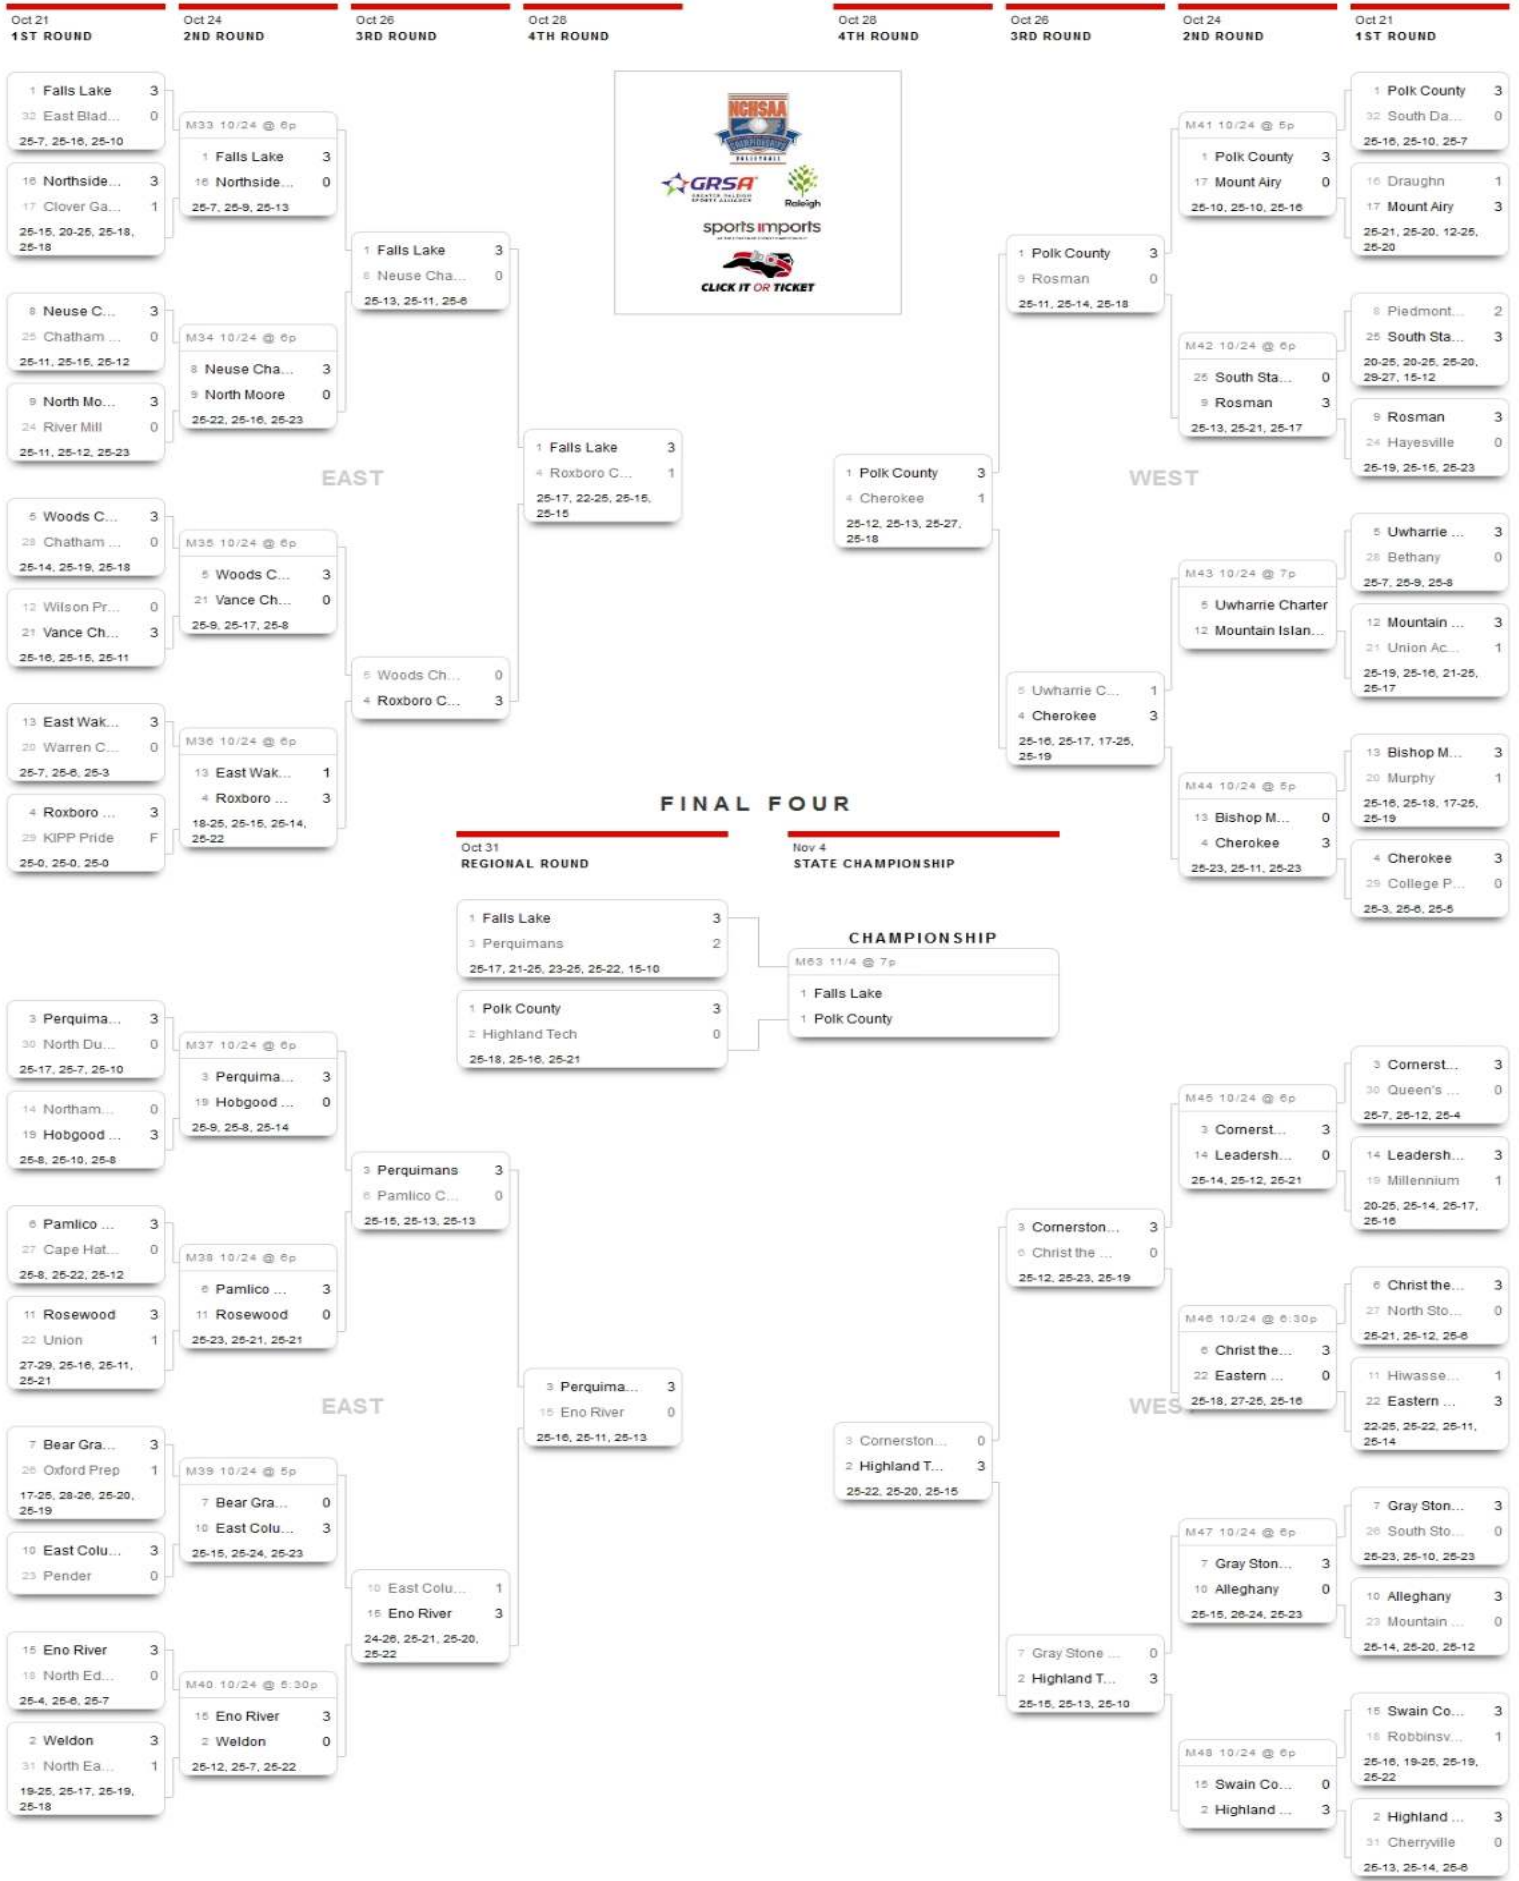 Oct 21
1ST ROUND
Oct 24
2ND ROUND
Oct 26
3RD ROUND
Oct 28
4TH ROUND
Oct 28
4TH ROUND
Oct 26
3RD ROUND
Oct 24
2ND ROUND
Oct 21
1ST ROUND
1 Falls Lake 3
32 East Blad... 0
25-7, 25-16, 25-10
16 Northside... 3
17 Clover Ga... 1
25-15, 20-25, 25-18,
25-18
8 Neuse C... 3
25 Chatham ... 0
25-11, 25-15, 25-12
9 North Mo... 3
24 River Mill 0
25-11, 25-12, 25-23
5 Woods C... 3
28 Chatham ... 0
25-14, 25-19, 25-18
12 Wilson Pr... 0
21 Vance Ch... 3
25-16, 25-15, 25-11
13 East Wak... 3
20 Warren C... 0
25-7, 25-6, 25-3
4 Roxboro ... 3
29 KIPP Pride F
25-0, 25-0, 25-0
M33 10/24 @ 6p
1 Falls Lake 3
16 Northside... 0
25-7, 25-9, 25-13
M34 10/24 @ 6p
8 Neuse Cha... 3
9 North Moore 0
25-22, 25-16, 25-23
M35 10/24 @ 6p
5 Woods C... 3
21 Vance Ch... 0
25-9, 25-17, 25-8
M36 10/24 @ 6p
13 East Wak... 1
4 Roxboro ... 3
18-25, 25-15, 25-14,
25-22
1 Falls Lake 3
8 Neuse Cha... 0
25-13, 25-11, 25-6
EAST
5 Woods Ch... 0
4 Roxboro C... 3
1 Falls Lake 3
4 Roxboro C... 1
25-17, 22-25, 25-15,
25-15
NCHSAA
CHAMPIONSHIPS
VOLLEYBALL
GRSA
GREATER RALEIGH
SPORTS ALLIANCE
Raleigh
sports imports
CLICK IT OR TICKET
1 Polk County 3
4 Cherokee 1
25-12, 25-13, 25-27,
25-18
1 Polk County 3
9 Rosman 0
25-11, 25-14, 25-18
WEST
5 Uwharrie C... 1
4 Cherokee 3
25-16, 25-17, 17-25,
25-19
M41 10/24 @ 5p
1 Polk County 3
17 Mount Airy 0
25-10, 25-10, 25-16
M42 10/24 @ 6p
25 South Sta... 0
9 Rosman 3
25-13, 25-21, 25-17
M43 10/24 @ 7p
5 Uwharrie Charter
12 Mountain Islan...
M44 10/24 @ 5p
13 Bishop M... 0
4 Cherokee 3
25-23, 25-11, 25-23
1 Polk County 3
32 South Da... 0
25-16, 25-10, 25-7
16 Draughn 1
17 Mount Airy 3
25-21, 25-20, 12-25,
25-20
8 Piedmont... 2
25 South Sta... 3
20-25, 20-25, 25-20,
29-27, 15-12
9 Rosman 3
24 Hayesville 0
25-19, 25-15, 25-23
5 Uwharrie ... 3
28 Bethany 0
25-7, 25-9, 25-8
12 Mountain ... 3
21 Union Ac... 1
25-19, 25-16, 21-25,
25-17
13 Bishop M... 3
20 Murphy 1
25-16, 25-18, 17-25,
25-19
4 Cherokee 3
29 College P... 0
25-3, 25-6, 25-5
FINAL FOUR
Oct 31
REGIONAL ROUND
Nov 4
STATE CHAMPIONSHIP
1 Falls Lake 3
3 Perquimans 2
25-17, 21-25, 23-25, 25-22, 15-10
1 Polk County 3
2 Highland Tech 0
25-18, 25-16, 25-21
CHAMPIONSHIP
M63 11/4 @ 7p
1 Falls Lake
1 Polk County
3 Perquima... 3
30 North Du... 0
25-17, 25-7, 25-10
14 Northam... 0
19 Hobgood ... 3
25-8, 25-10, 25-8
6 Pamlico ... 3
27 Cape Hat... 0
25-8, 25-22, 25-12
11 Rosewood 3
22 Union 1
27-29, 25-16, 25-11,
25-21
7 Bear Gra... 3
26 Oxford Prep 1
17-25, 28-26, 25-20,
25-19
10 East Colu... 3
23 Pender 0
15 Eno River 3
18 North Ed... 0
25-4, 25-6, 25-7
2 Weldon 3
31 North Ea... 1
19-25, 25-17, 25-19,
25-18
M37 10/24 @ 6p
3 Perquima... 3
19 Hobgood ... 0
25-9, 25-8, 25-14
M38 10/24 @ 6p
6 Pamlico ... 3
11 Rosewood 0
25-23, 25-21, 25-21
M39 10/24 @ 5p
7 Bear Gra... 0
10 East Colu... 3
25-15, 25-24, 25-23
M40 10/24 @ 5:30p
15 Eno River 3
2 Weldon 0
25-12, 25-7, 25-22
3 Perquimans 3
6 Pamlico C... 0
25-15, 25-13, 25-13
EAST
10 East Colu... 1
15 Eno River 3
24-26, 25-21, 25-20,
25-22
3 Perquima... 3
15 Eno River 0
25-16, 25-11, 25-13
3 Cornerston... 0
2 Highland T... 3
25-22, 25-20, 25-15
3 Cornerston... 3
6 Christ the ... 0
25-12, 25-23, 25-19
WES
7 Gray Stone ... 0
2 Highland T... 3
25-15, 25-13, 25-10
M45 10/24 @ 6p
3 Cornerst... 3
14 Leadersh... 0
25-14, 25-12, 25-21
M46 10/24 @ 6:30p
6 Christ the... 3
22 Eastern ... 0
25-18, 27-25, 25-16
M47 10/24 @ 6p
7 Gray Ston... 3
10 Alleghany 0
25-15, 26-24, 25-23
M48 10/24 @ 6p
15 Swain Co... 0
2 Highland ... 3
3 Cornerst... 3
30 Queen's ... 0
25-7, 25-12, 25-4
14 Leadersh... 3
19 Millennium 1
20-25, 25-14, 25-17,
25-16
6 Christ the... 3
27 North Sto... 0
25-21, 25-12, 25-6
11 Hiwasse... 1
22 Eastern ... 3
22-25, 25-22, 25-11,
25-14
7 Gray Ston... 3
26 South Sto... 0
25-23, 25-10, 25-23
10 Alleghany 3
23 Mountain ... 0
25-14, 25-20, 25-12
15 Swain Co... 3
18 Robbinsv... 1
25-16, 19-25, 25-19,
25-22
2 Highland ... 3
31 Cherryville 0
25-13, 25-14, 25-6